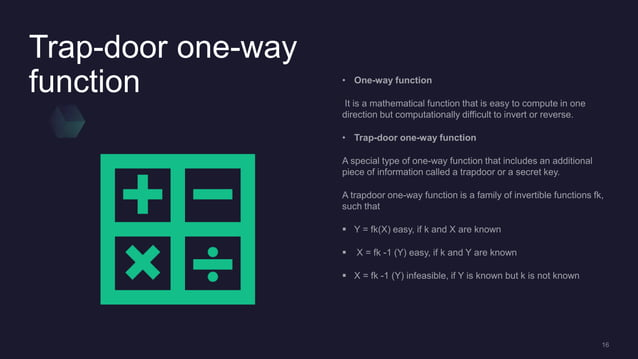 Trap-door one-way
function
• One-way function
It is a mathematical function that is easy to compute in one
direction but computationally difficult to invert or reverse.
• Trap-door one-way function
A special type of one-way function that includes an additional
piece of information called a trapdoor or a secret key.
A trapdoor one-way function is a family of invertible functions fk,
such that
▪ Y = fk(X) easy, if k and X are known
▪ X = fk -1 (Y) easy, if k and Y are known
▪ X = fk -1 (Y) infeasible, if Y is known but k is not known
16